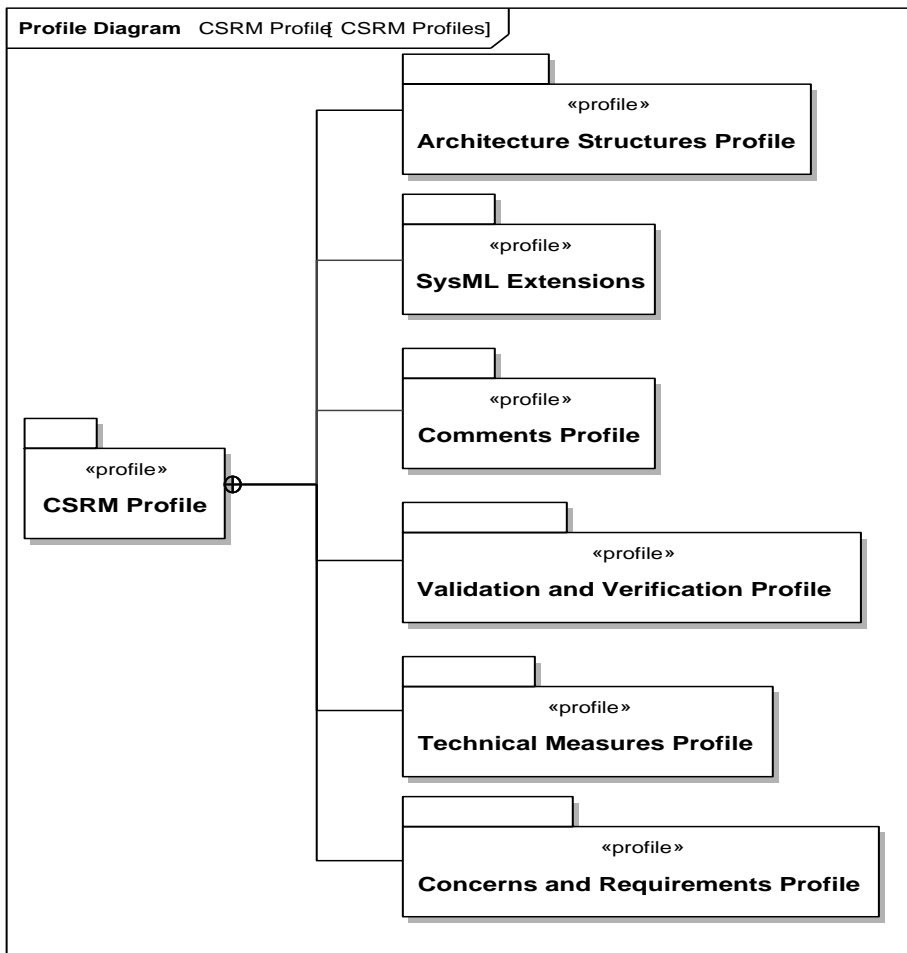 Profile Diagram CSRM Profile[ CSRM Profiles]
«profile»
Architecture Structures Profile
«profile»
SysML Extensions
«profile»
Comments Profile
«profile»
CSRM Profile
«profile»
Validation and Verification Profile
«profile»
Technical Measures Profile
«profile»
Concerns and Requirements Profile